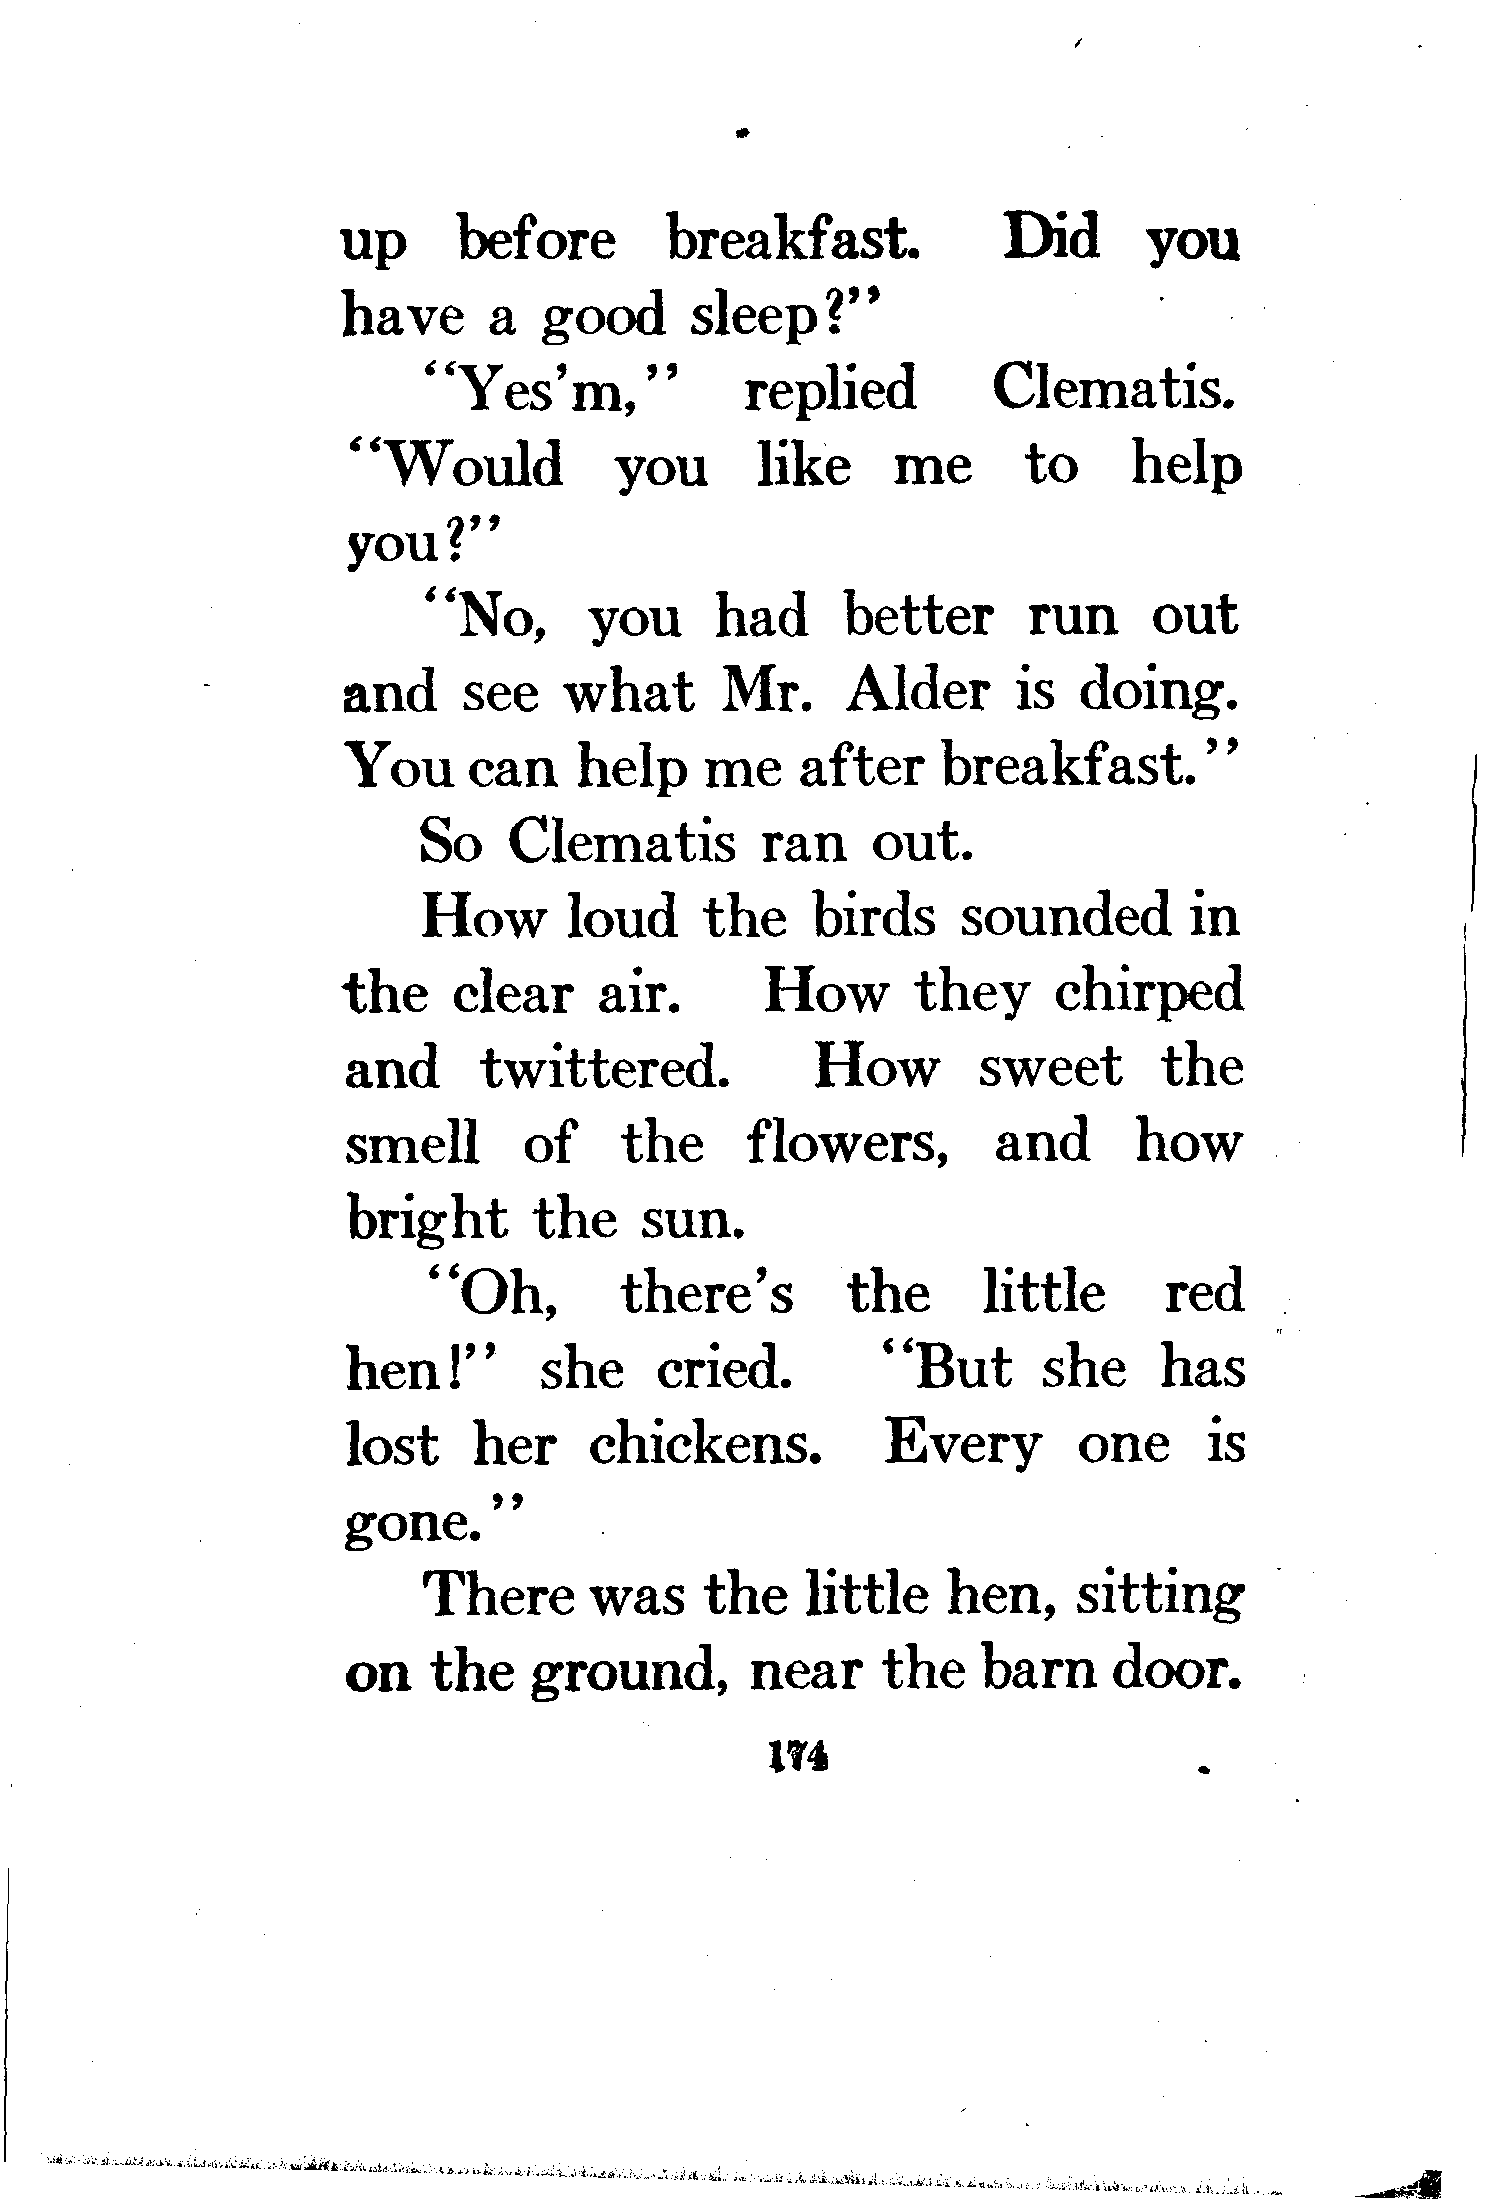 up before breakfast. Did you
have a good sleep?"
"Yes'm," replied Clematis.
"Would you like me to help
you?"
"No, you had better run out
and see what Mr. Alder is doing.
You can help me after breakfast."
So Clematis ran out.
How loud the birds sounded in
the clear air. How they chirped
and twittered. How sweet the
smell of the flowers, and how
bright the sun.
"Oh, there's the little red
hen!" she cried. "But she has
lost her chickens. Every one is
gone."
There was the little hen, sitting
on the ground, near the barn door.
174